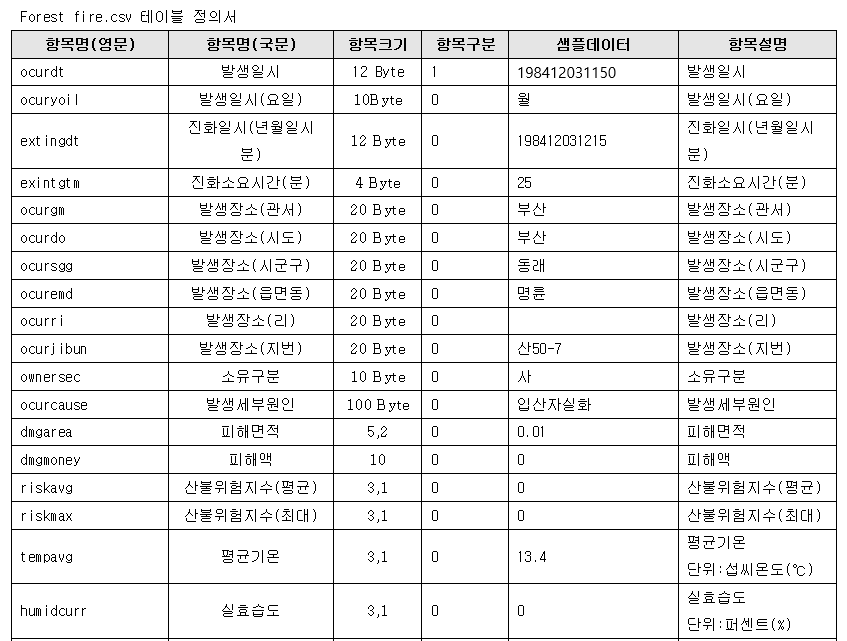 Forest fire.csv 테이블 정의서
항목명(영문) 항목명(국문) 항목크기 항목구분 샘플데이터 항목설명
ocurdt 발생일시 12 Byte 1 198412031150 발생일시
ocuryoil 발생일시(요일) 10Byte 0 월 발생일시(요일)
extingdt 진화일시(년월일시분) 12 Byte 0 198412031215 진화일시(년월일시분)
exintgtm 진화소요시간(분) 4 Byte 0 25 진화소요시간(분)
ocurgm 발생장소(관서) 20 Byte 0 부산 발생장소(관서)
ocurdo 발생장소(시도) 20 Byte 0 부산 발생장소(시도)
ocursgg 발생장소(시군구) 20 Byte 0 동래 발생장소(시군구)
ocuremd 발생장소(읍면동) 20 Byte 0 명륜 발생장소(읍면동)
ocurri 발생장소(리) 20 Byte 0 발생장소(리)
ocurjibun 발생장소(지번) 20 Byte 0 산50-7 발생장소(지번)
ownersec 소유구분 10 Byte 0 사 소유구분
ocurcause 발생세부원인 100 Byte 0 입산자실화 발생세부원인
dmgarea 피해면적 5,2 0 0.01 피해면적
dmgmoney 피해액 10 0 0 피해액
riskavg 산불위험지수(평균) 3,1 0 0 산불위험지수(평균)
riskmax 산불위험지수(최대) 3,1 0 0 산불위험지수(최대)
tempavg 평균기온 3,1 0 13.4 평균기온
단위:섭씨온도(℃)
humidcurr 실효습도 3,1 0 0 실효습도
단위:퍼센트(%)